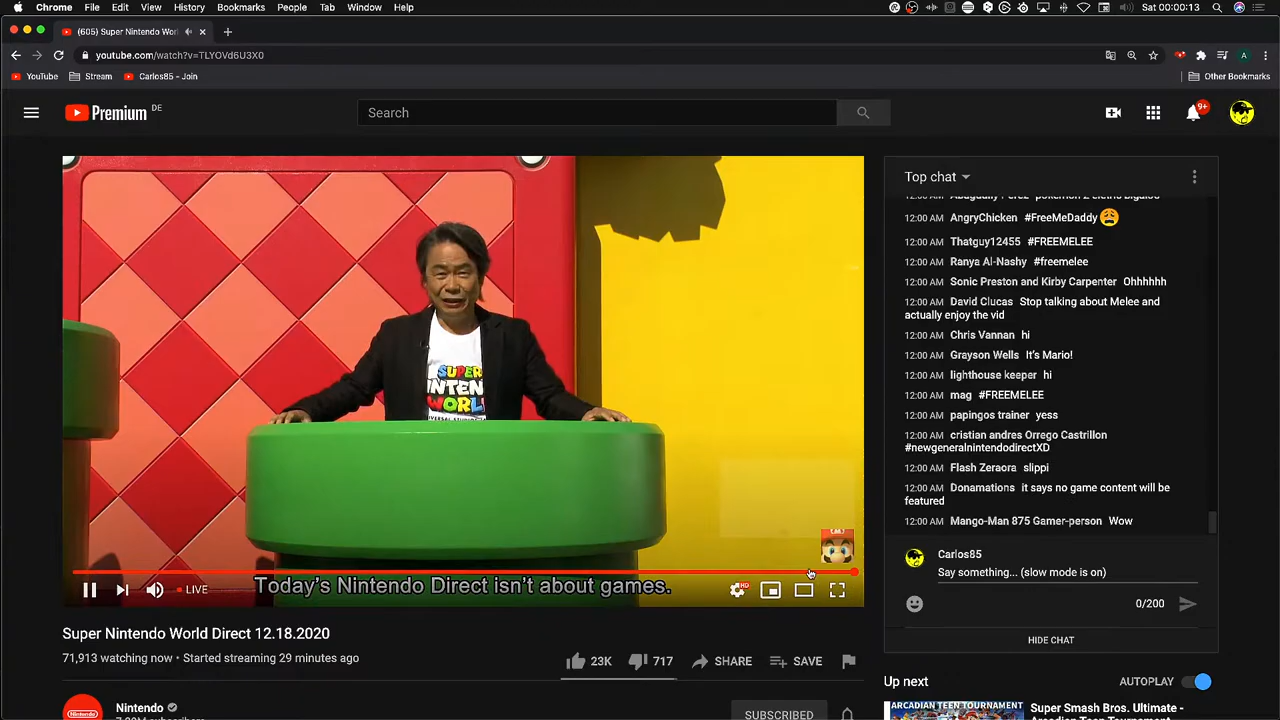 Chrome File Edit View History Bookmarks People Tab Window Help Sat 00:00:13
(605) Super Nintendo Worl
youtube.com/watch?v=TLYOVd6U3X0
YouTube Stream Carlos85 - Join Other Bookmarks
Premium DE
Search
9+
A
Top chat
12:00 AM AngryChicken #FreeMeDaddy
12:00 AM Thatguy12455 #FREEMELEE
12:00 AM Ranya Al-Nashy #freemelee
12:00 AM Sonic Preston and Kirby Carpenter Ohhhhhh
12:00 AM David Clucas Stop talking about Melee and
actually enjoy the vid
12:00 AM Chris Vannan hi
12:00 AM Grayson Wells It's Mario!
12:00 AM lighthouse keeper hi
12:00 AM mag #FREEMELEE
12:00 AM papingos trainer yess
12:00 AM cristian andres Orrego Castrillon
#newgeneralnintendodirectXD
12:00 AM Flash Zeraora slippi
12:00 AM Donamations it says no game content will be
featured
12:00 AM Mango-Man 875 Gamer-person Wow
Carlos85
Say something... (slow mode is on)
0/200
HIDE CHAT
SUPER
NINTEN
WORL
LIVE
Today's Nintendo Direct isn't about games.
HD
Super Nintendo World Direct 12.18.2020
71,913 watching now • Started streaming 29 minutes ago
23K 717 SHARE SAVE
Nintendo
Nintendo
SUBSCRIBED
Up next AUTOPLAY
ARCADIAN TEEN TOURNAMENT
Super Smash Bros. Ultimate -